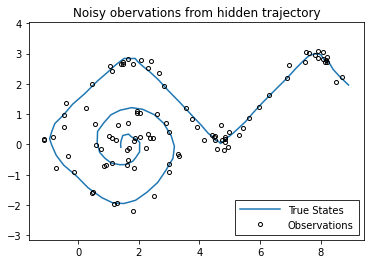 Noisy obervations from hidden trajectory
4
3
2
1
0
−1
−2
−3
0 2 4 6 8
True States
Observations